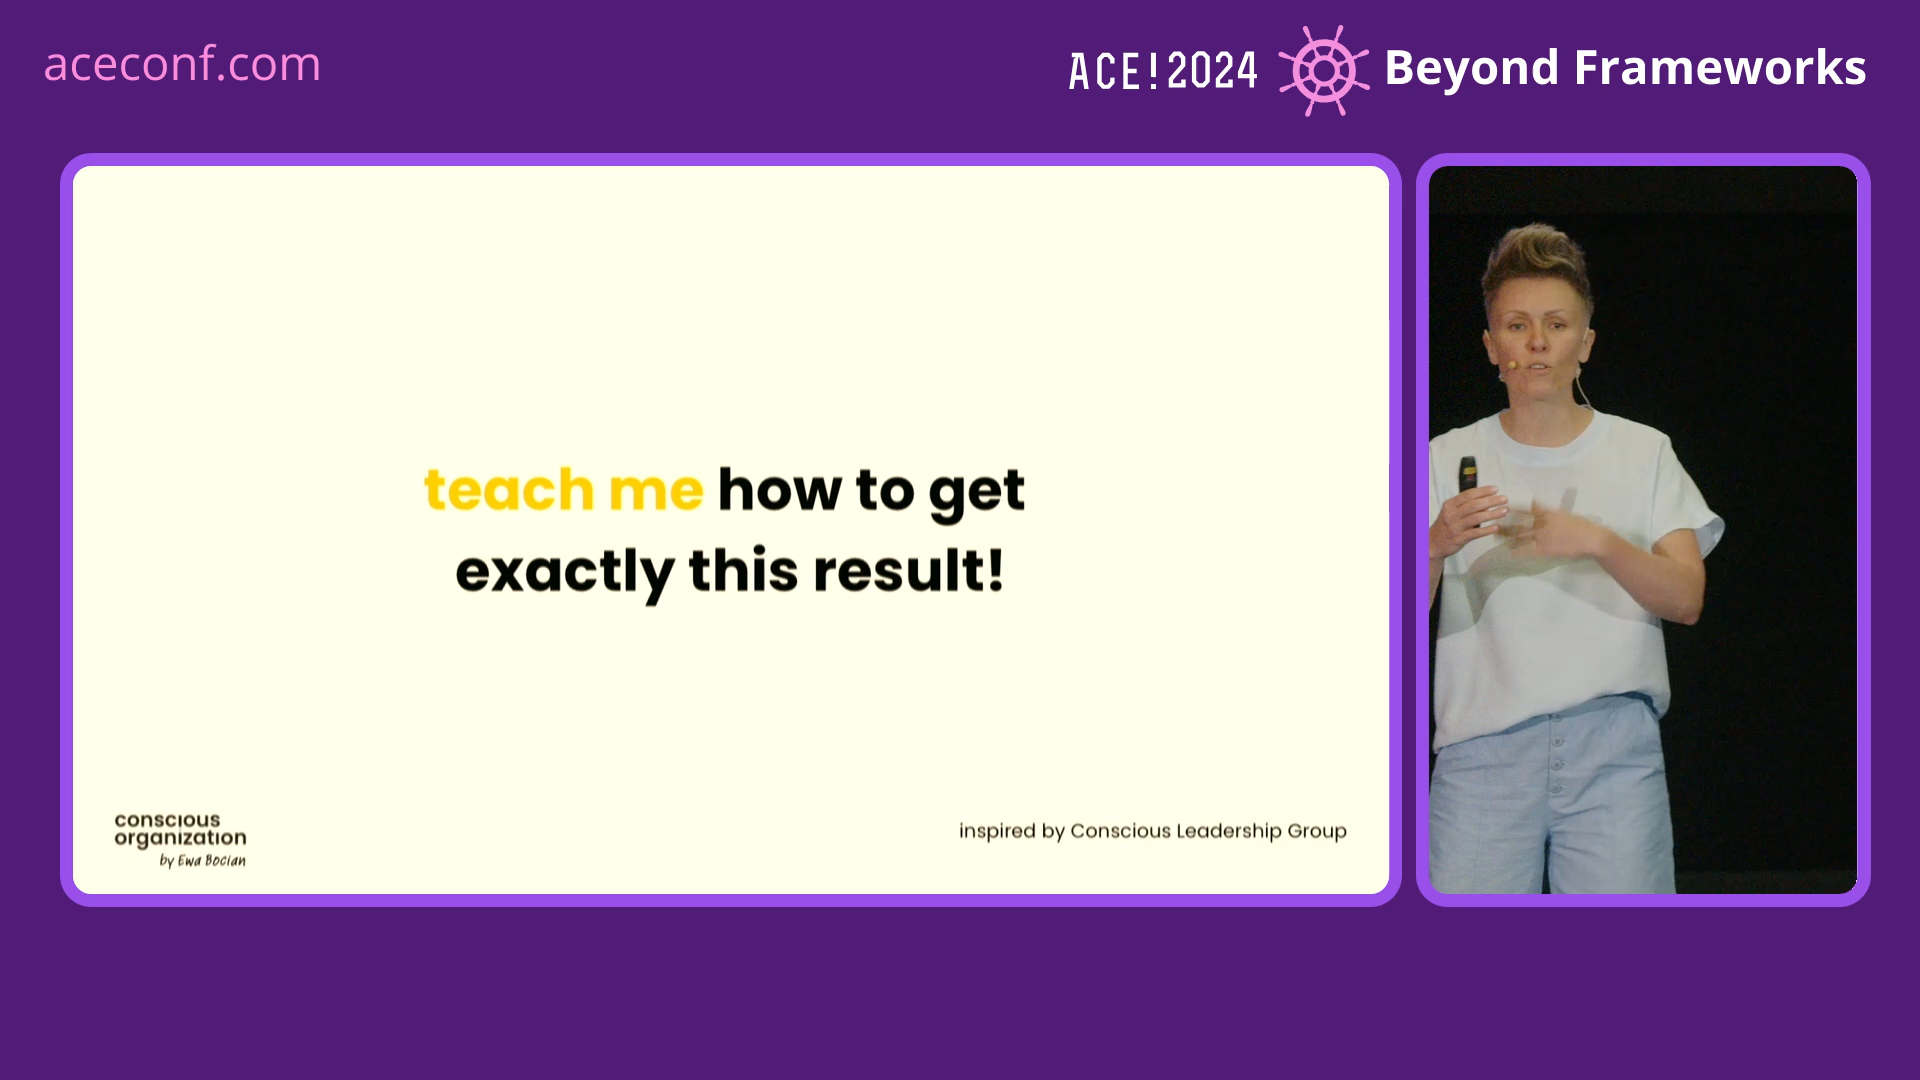 aceconf.com
ACE!2024 Beyond Frameworks
teach me how to get
exactly this result!
conscious
organization
by Ewa Bocian
inspired by Conscious Leadership Group